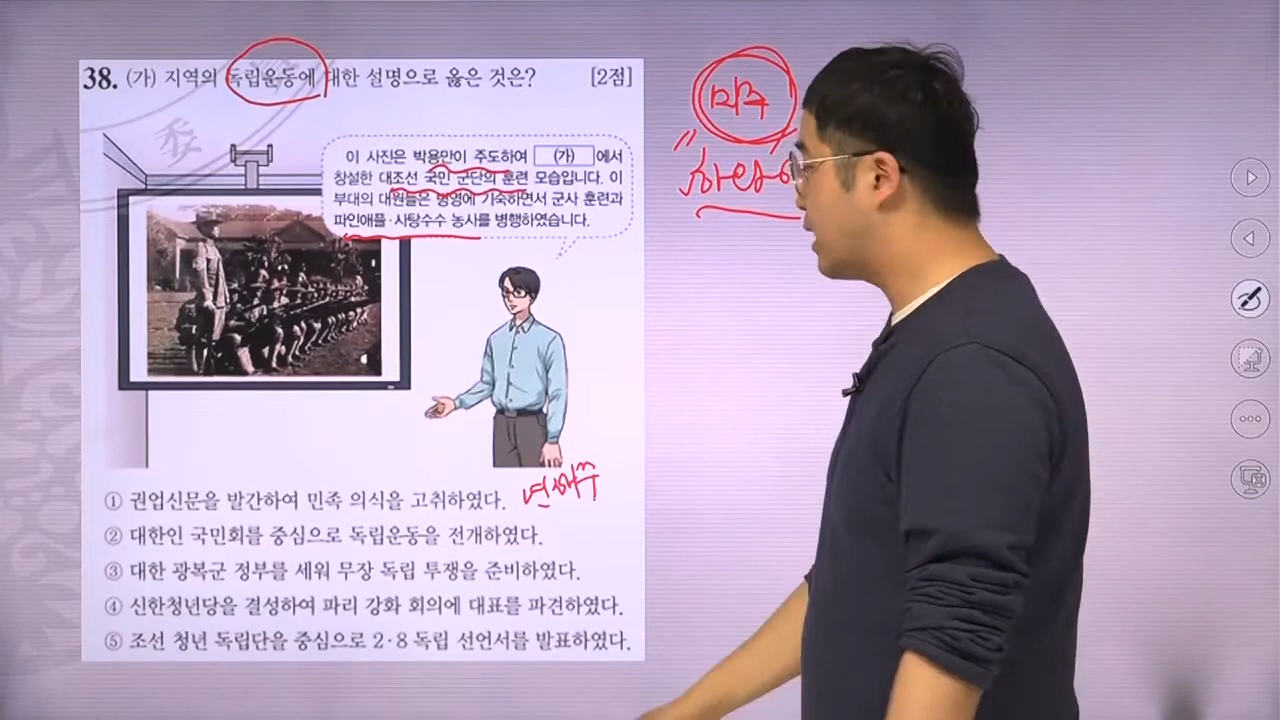 38. (가) 지역의 독립운동에 대한 설명으로 옳은 것은? [2점]
이 사진은 박용만이 주도하여 (가) 에서
창설한 대조선 국민 군단의 훈련 모습입니다. 이
부대의 대원들은 병영에 기숙하면서 군사 훈련과
파인애플·사탕수수 농사를 병행하였습니다.
미주
하와이
① 권업신문을 발간하여 민족 의식을 고취하였다. 연해주
② 대한인 국민회를 중심으로 독립운동을 전개하였다.
③ 대한 광복군 정부를 세워 무장 독립 투쟁을 준비하였다.
④ 신한청년당을 결성하여 파리 강화 회의에 대표를 파견하였다.
⑤ 조선 청년 독립단을 중심으로 2·8 독립 선언서를 발표하였다.
위